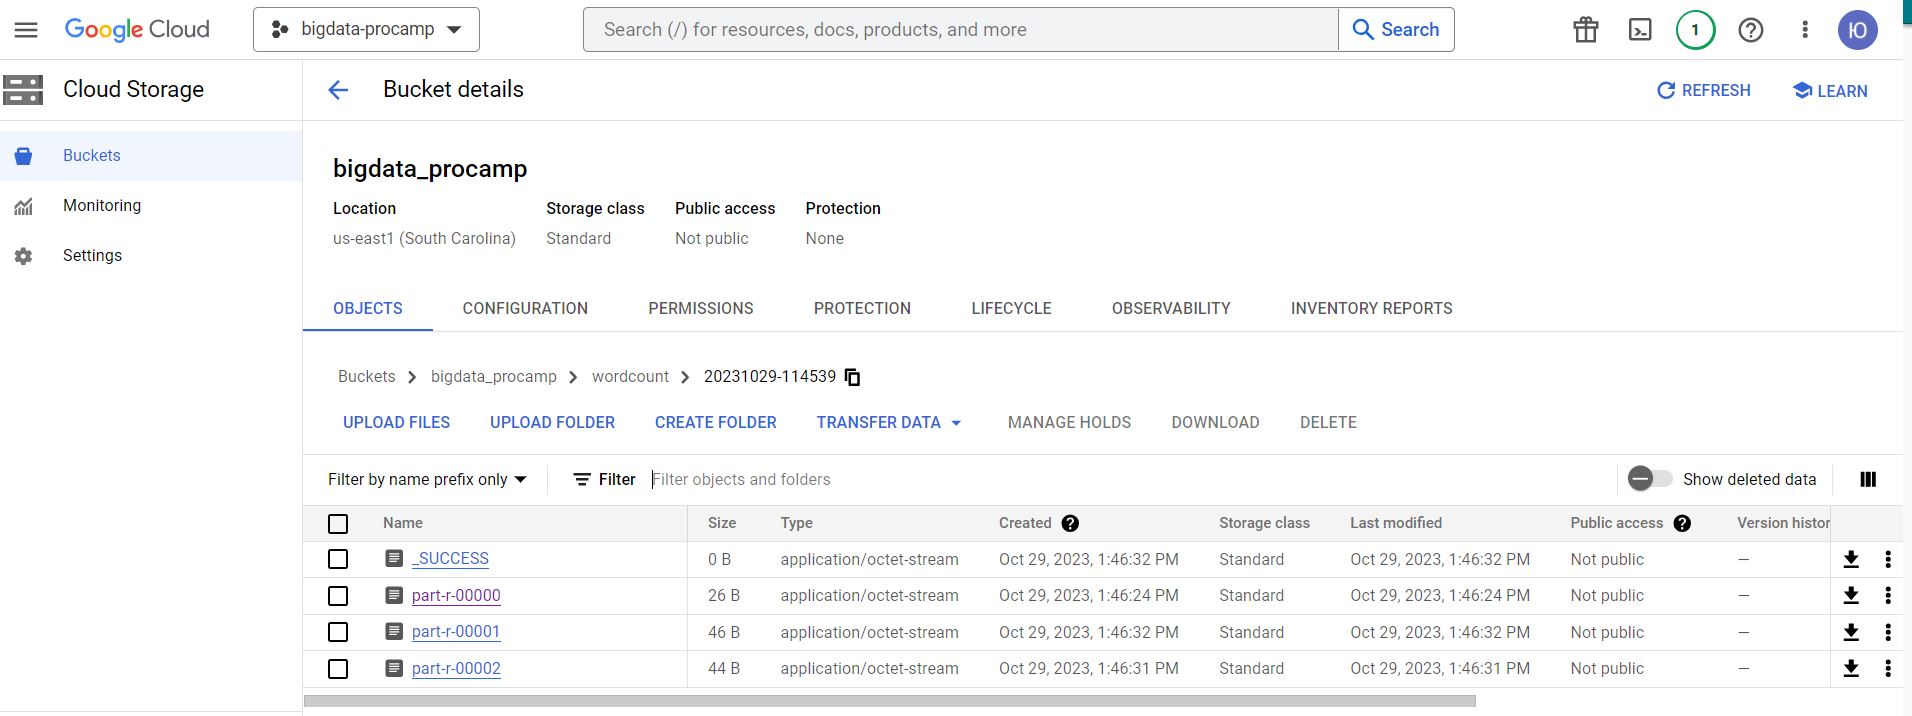 Google Cloud bigdata-procamp Search (/) for resources, docs, products, and more Search 1 Ю
Cloud Storage Bucket details REFRESH LEARN
Buckets
Monitoring
Settings
bigdata_procamp
Location Storage class Public access Protection
us-east1 (South Carolina) Standard Not public None
OBJECTS CONFIGURATION PERMISSIONS PROTECTION LIFECYCLE OBSERVABILITY INVENTORY REPORTS
Buckets bigdata_procamp wordcount 20231029-114539
UPLOAD FILES UPLOAD FOLDER CREATE FOLDER TRANSFER DATA MANAGE HOLDS DOWNLOAD DELETE
Filter by name prefix only Filter Filter objects and folders Show deleted data
Name Size Type Created Storage class Last modified Public access Version histor
_SUCCESS 0 B application/octet-stream Oct 29, 2023, 1:46:32 PM Standard Oct 29, 2023, 1:46:32 PM Not public —
part-r-00000 26 B application/octet-stream Oct 29, 2023, 1:46:24 PM Standard Oct 29, 2023, 1:46:24 PM Not public —
part-r-00001 46 B application/octet-stream Oct 29, 2023, 1:46:32 PM Standard Oct 29, 2023, 1:46:32 PM Not public —
part-r-00002 44 B application/octet-stream Oct 29, 2023, 1:46:31 PM Standard Oct 29, 2023, 1:46:31 PM Not public —